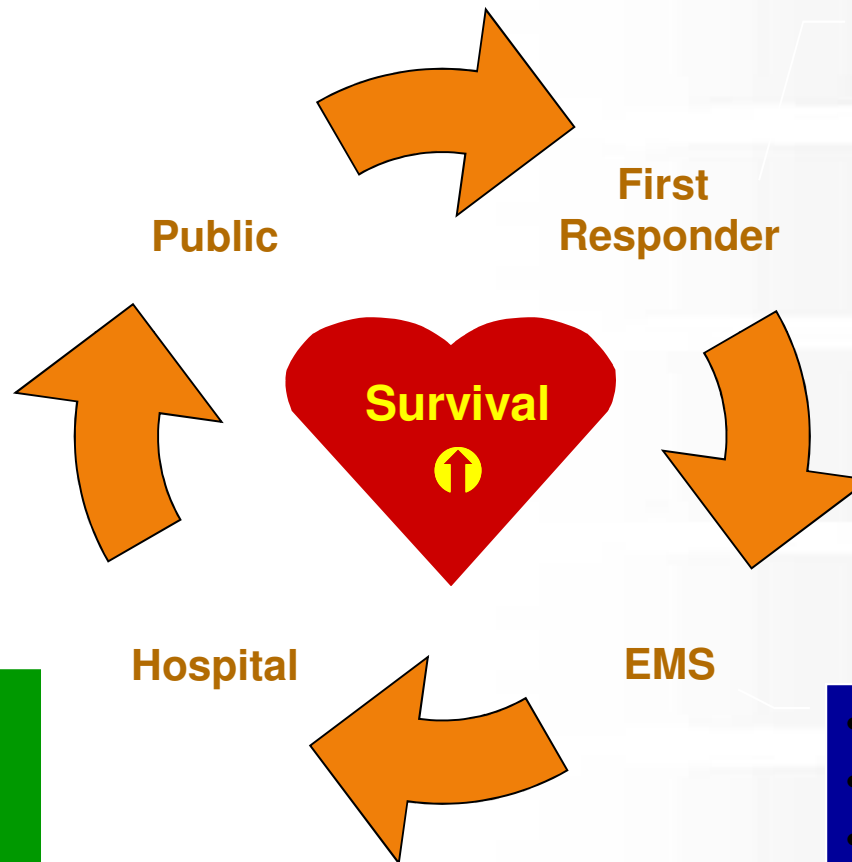 First
Responder
Public
Survival
Hospital
EMS
•
•
•